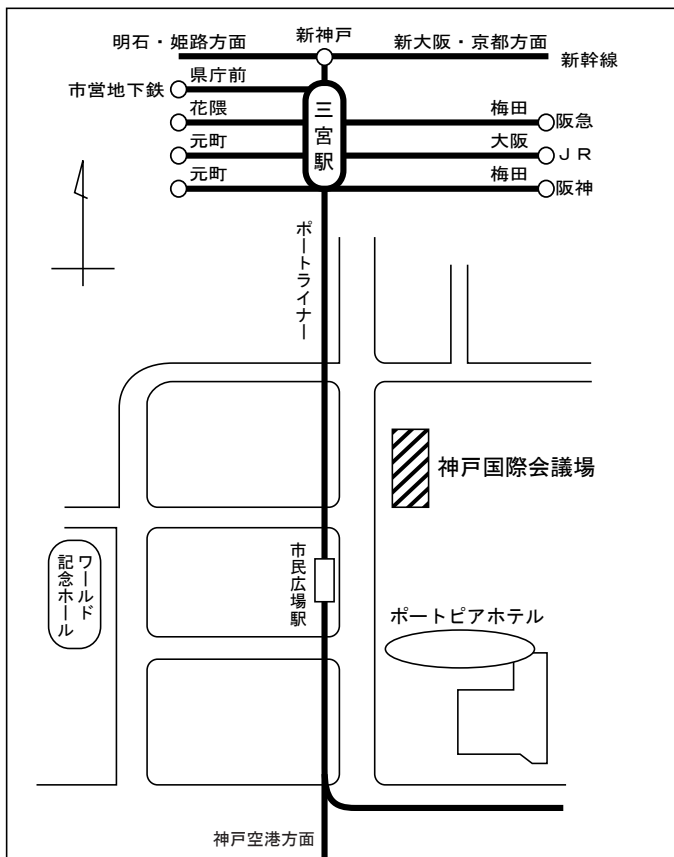 新神戸
明石・姫路方面
新大阪・京都方面
新幹線
県庁前
市営地下鉄
花隈
梅田
阪急
三宮駅
元町
大阪
ＪＲ
元町
梅田
阪神
ポートライナー
神戸国際会議場
市民広場駅
ワールド
記念ホール
ポートピアホテル
神戸空港方面